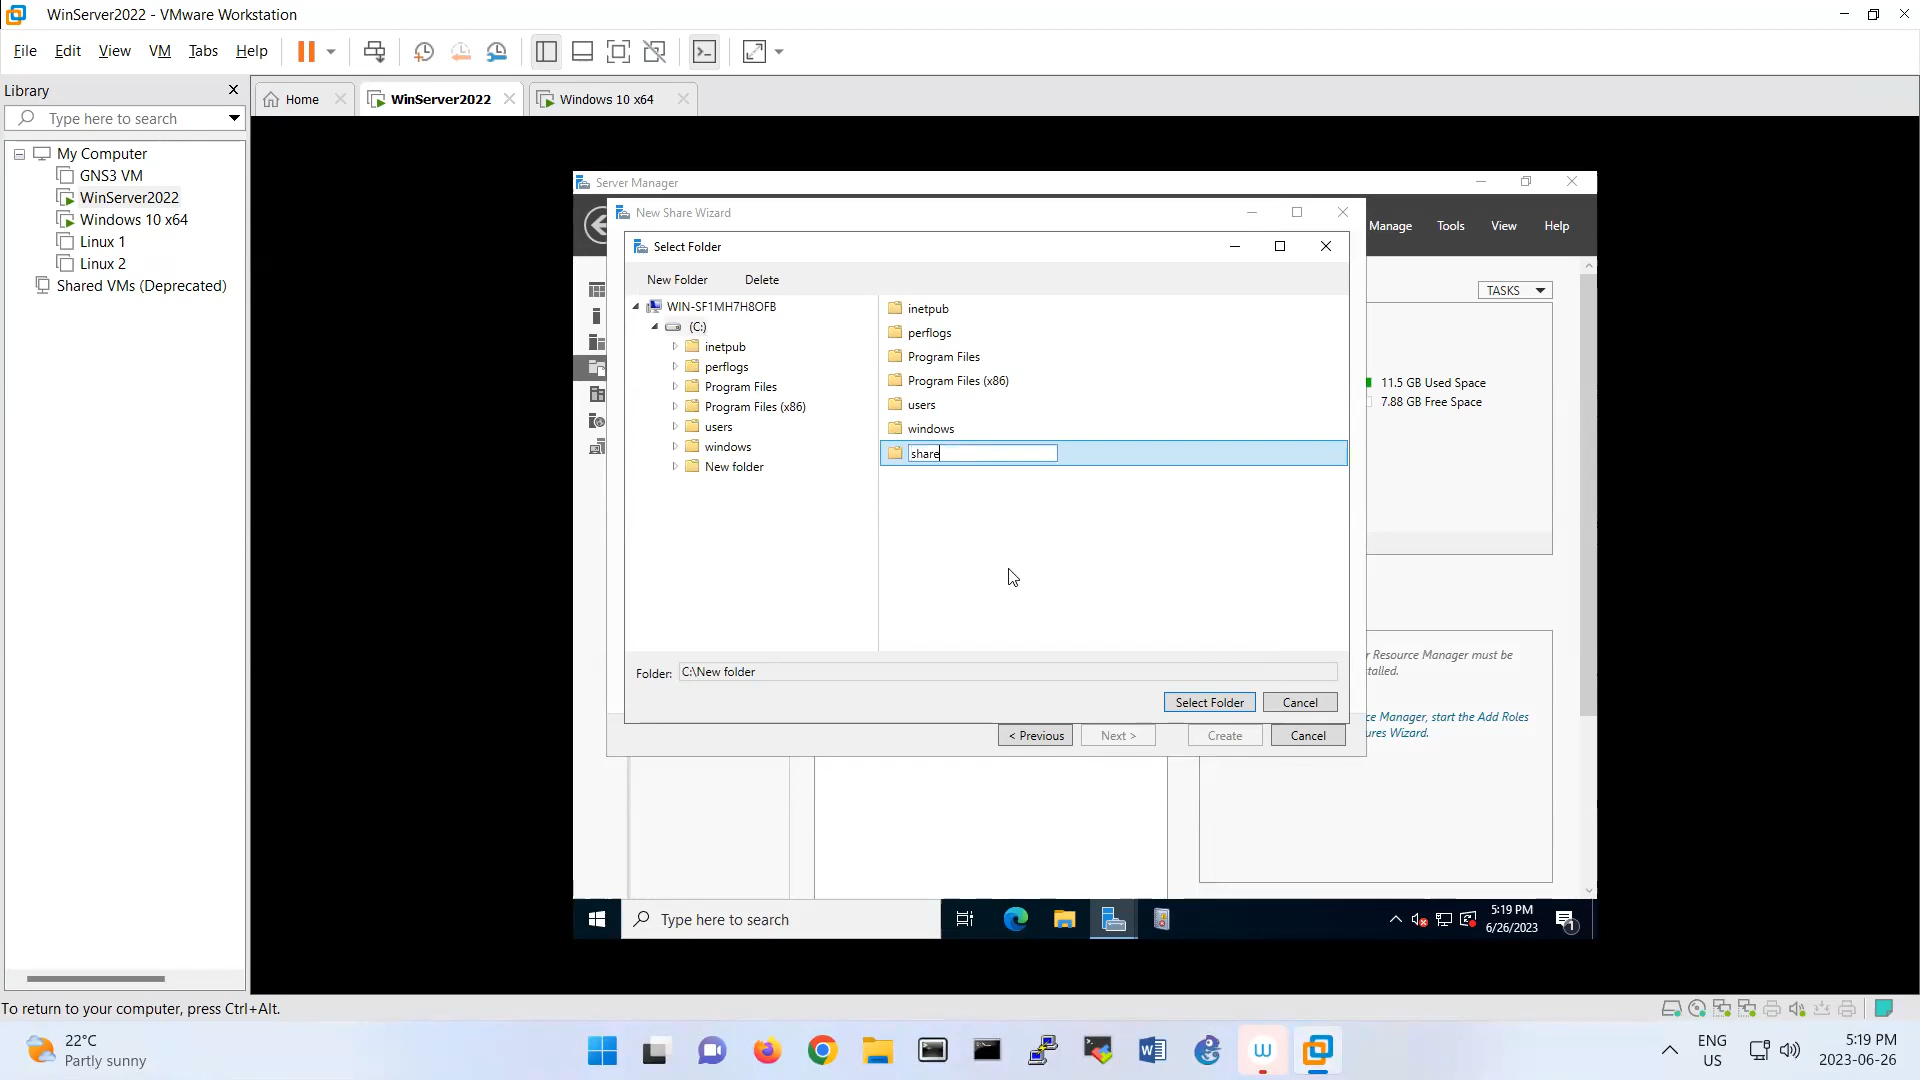 WinServer2022 - VMware Workstation
File Edit View VM Tabs Help
Library
Home
WinServer2022
Windows 10 x64
Type here to search
My Computer
GNS3 VM
WinServer2022
Windows 10 x64
Linux 1
Linux 2
Shared VMs (Deprecated)
Server Manager
Manage Tools View Help
New Share Wizard
Select Folder
New Folder Delete
WIN-SF1MH7H8OFB
(C:)
inetpub
perflogs
Program Files
Program Files (x86)
users
windows
New folder
inetpub
perflogs
Program Files
Program Files (x86)
users
windows
share
Folder: C:\New folder
Select Folder Cancel
< Previous Next > Create Cancel
TASKS
11.5 GB Used Space
7.88 GB Free Space
r Resource Manager must be
talled.
ce Manager, start the Add Roles
ures Wizard.
Type here to search
5:19 PM
6/26/2023
1
To return to your computer, press Ctrl+Alt.
22°C
Partly sunny
ENG
US
5:19 PM
2023-06-26